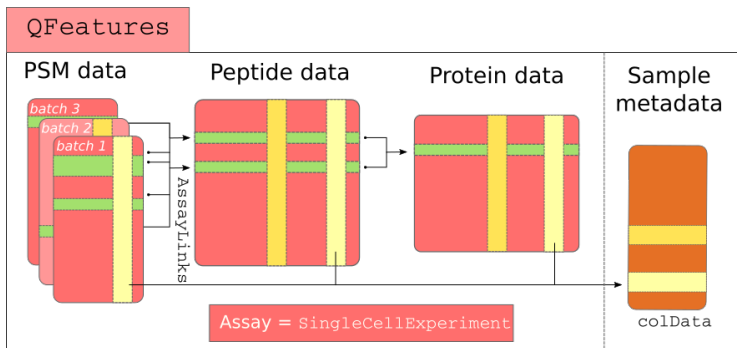 QFeatures
PSM data
Peptide data
Protein data
Sample
metadata
batch 3
batch 2
batch 1
AssayLinks
Assay = SingleCellExperiment
colData